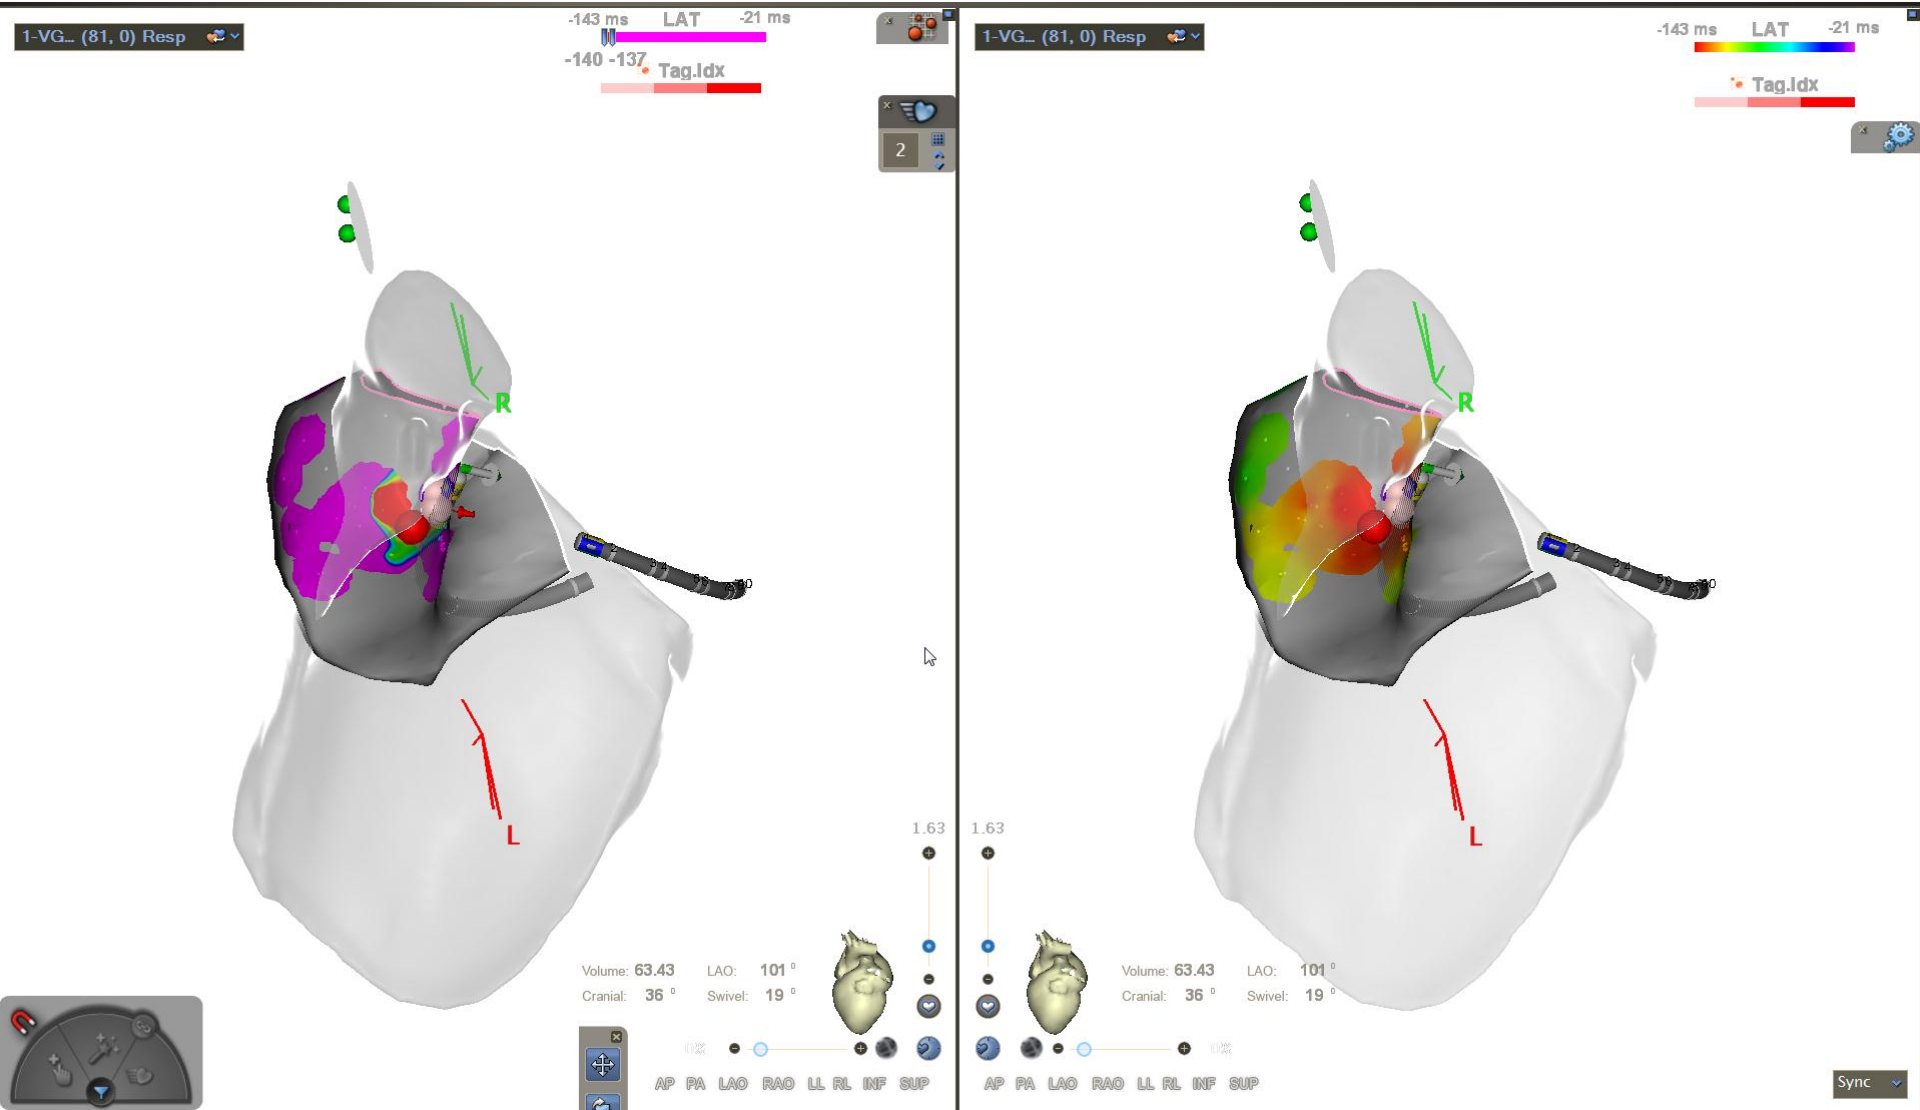 1-VG... (81, 0) Resp
-143 ms LAT -21 ms
-140 -137
Tag.Idx
2
R
L
1.63
Volume: 63.43 LAO: 101 °
Cranial: 36 ° Swivel: 19 °
AP PA LAO RAO LL RL INF SUP
1-VG... (81, 0) Resp
-143 ms LAT -21 ms
Tag.Idx
R
L
1.63
Volume: 63.43 LAO: 101 °
Cranial: 36 ° Swivel: 19 °
AP PA LAO RAO LL RL INF SUP
Sync